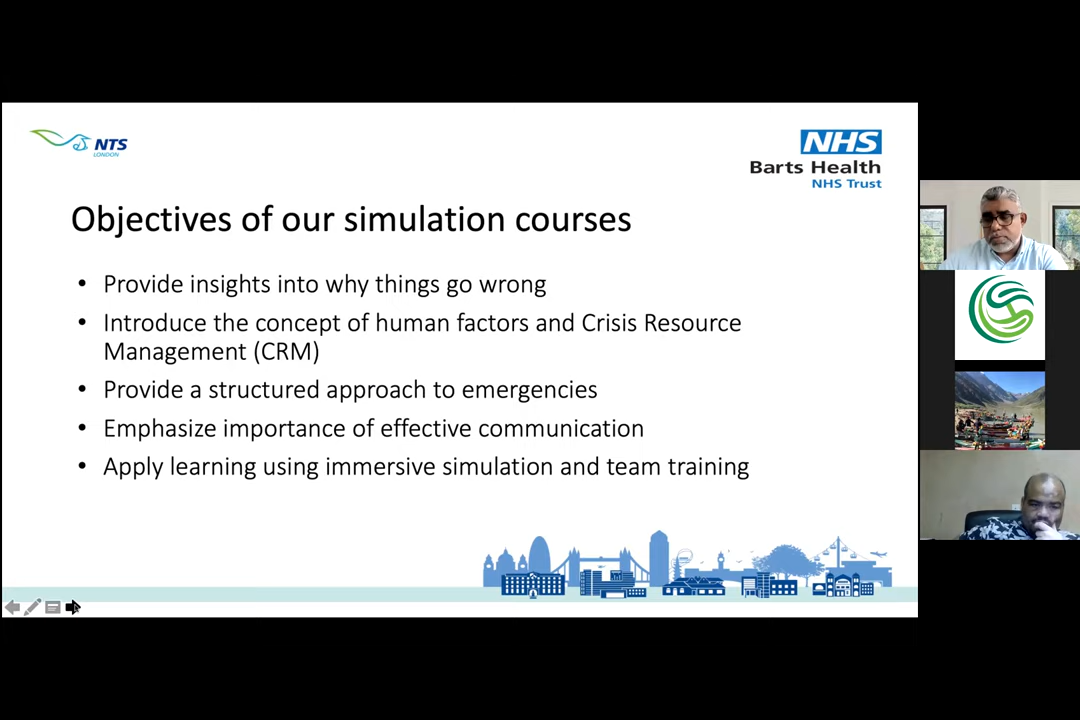 NTS
LONDON
NHS
Barts Health
NHS Trust
Objectives of our simulation courses
• Provide insights into why things go wrong
• Introduce the concept of human factors and Crisis Resource
Management (CRM)
• Provide a structured approach to emergencies
• Emphasize importance of effective communication
• Apply learning using immersive simulation and team training